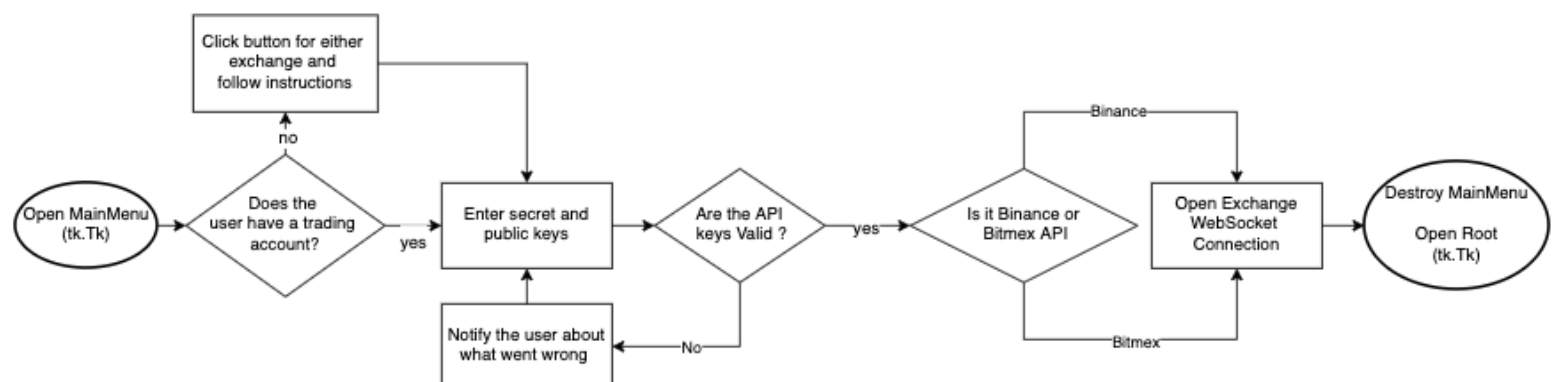 Click button for either
exchange and
follow instructions
no
Open MainMenu
(tk.Tk)
Does the
user have a trading
account?
yes
Enter secret and
public keys
Notify the user about
what went wrong
No
Are the API
keys Valid ?
yes
Is it Binance or
Bitmex API
Binance
Bitmex
Open Exchange
WebSocket
Connection
Destroy MainMenu
Open Root
(tk.Tk)